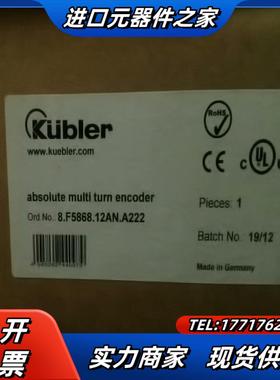 进口元器件之家
Kübler
www.kuebler.com
RoHS
CE
UL
absolute multi turn encoder
Ord No. 8.F5868.12AN.A222
Pieces: 1
Batch No. 19/12
Made in Germany
开
票
TEL:17717762
实力商家 现货供